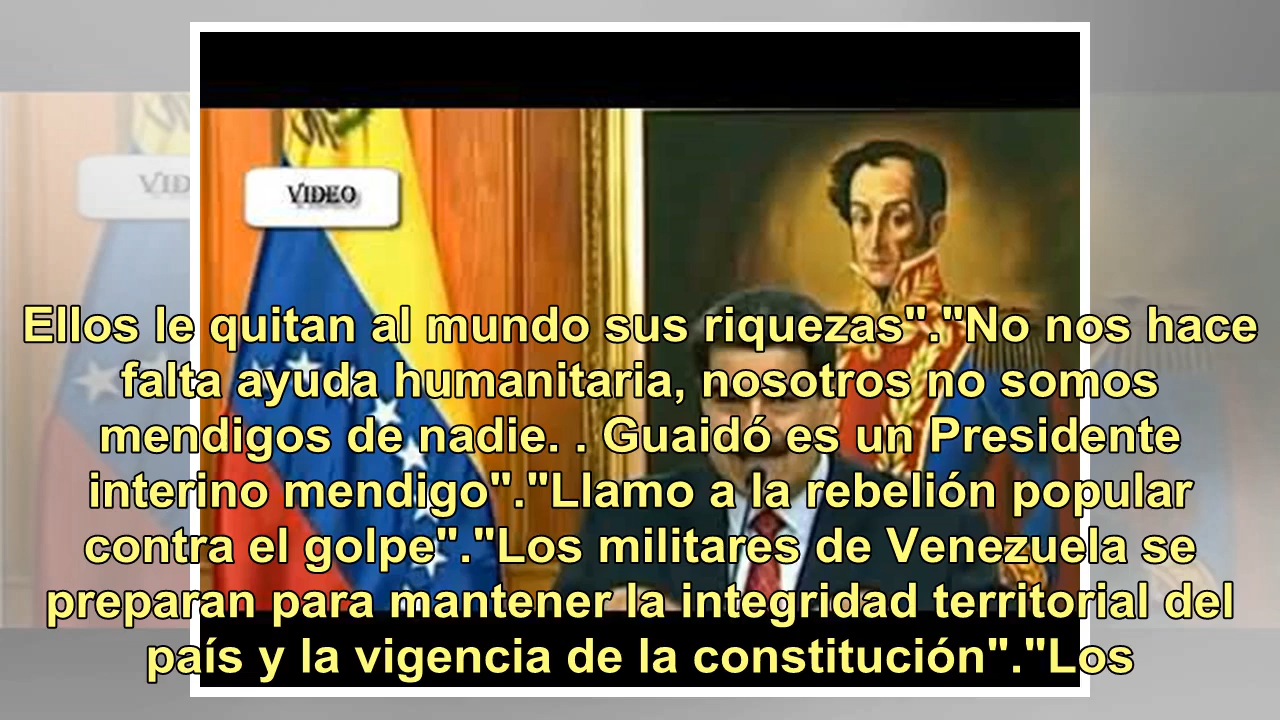 VID
VIDEO
Ellos le quitan al mundo sus riquezas"."No nos hace
falta ayuda humanitaria, nosotros no somos
mendigos de nadie. . Guaidó es un Presidente
interino mendigo"."Llamo a la rebelión popular
contra el golpe"."Los militares de Venezuela se
preparan para mantener la integridad territorial del
país y la vigencia de la constitución"."Los